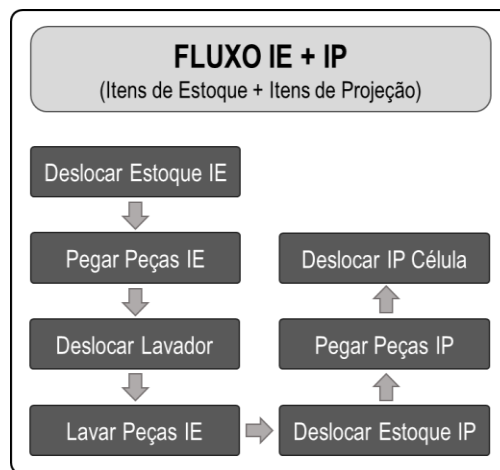 FLUXO IE + IP
(Itens de Estoque + Itens de Projeção)
Deslocar Estoque IE
Pegar Peças IE
Deslocar Lavador
Lavar Peças IE
Deslocar Estoque IP
Pegar Peças IP
Deslocar IP Célula